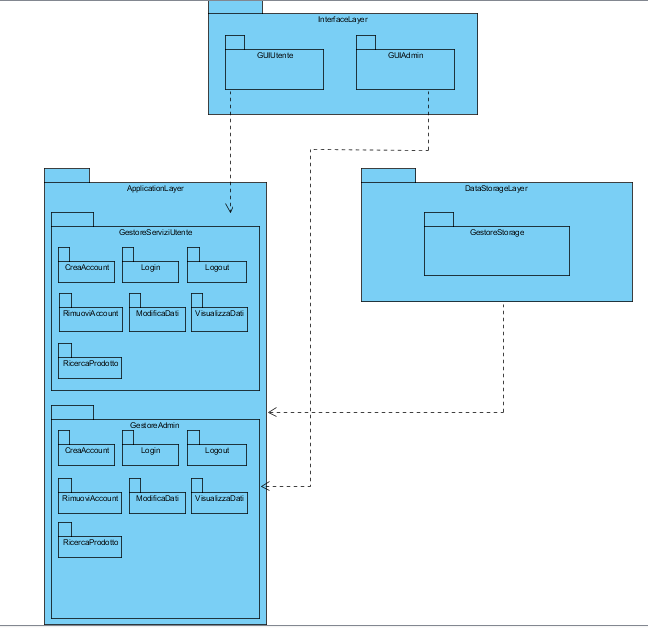 InterfaceLayer
GUIUtente
GUIAdmin
ApplicationLayer
GestoreServiziUtente
CreaAccount
Login
Logout
RimuoviAccount
ModificaDati
VisualizzaDati
RicercaProdotto
GestoreAdmin
CreaAccount
Login
Logout
RimuoviAccount
ModificaDati
VisualizzaDati
RicercaProdotto
DataStorageLayer
GestoreStorage